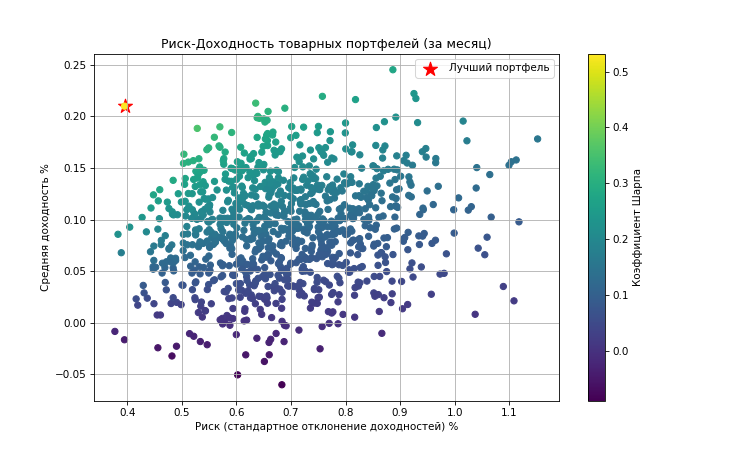 Риск-Доходность товарных портфелей (за месяц)
Лучший портфель
Средняя доходность %
0.25
0.20
0.15
0.10
0.05
0.00
−0.05
0.4 0.5 0.6 0.7 0.8 0.9 1.0 1.1
Риск (стандартное отклонение доходностей) %
0.5
0.4
0.3
0.2
0.1
0.0
Коэффициент Шарпа